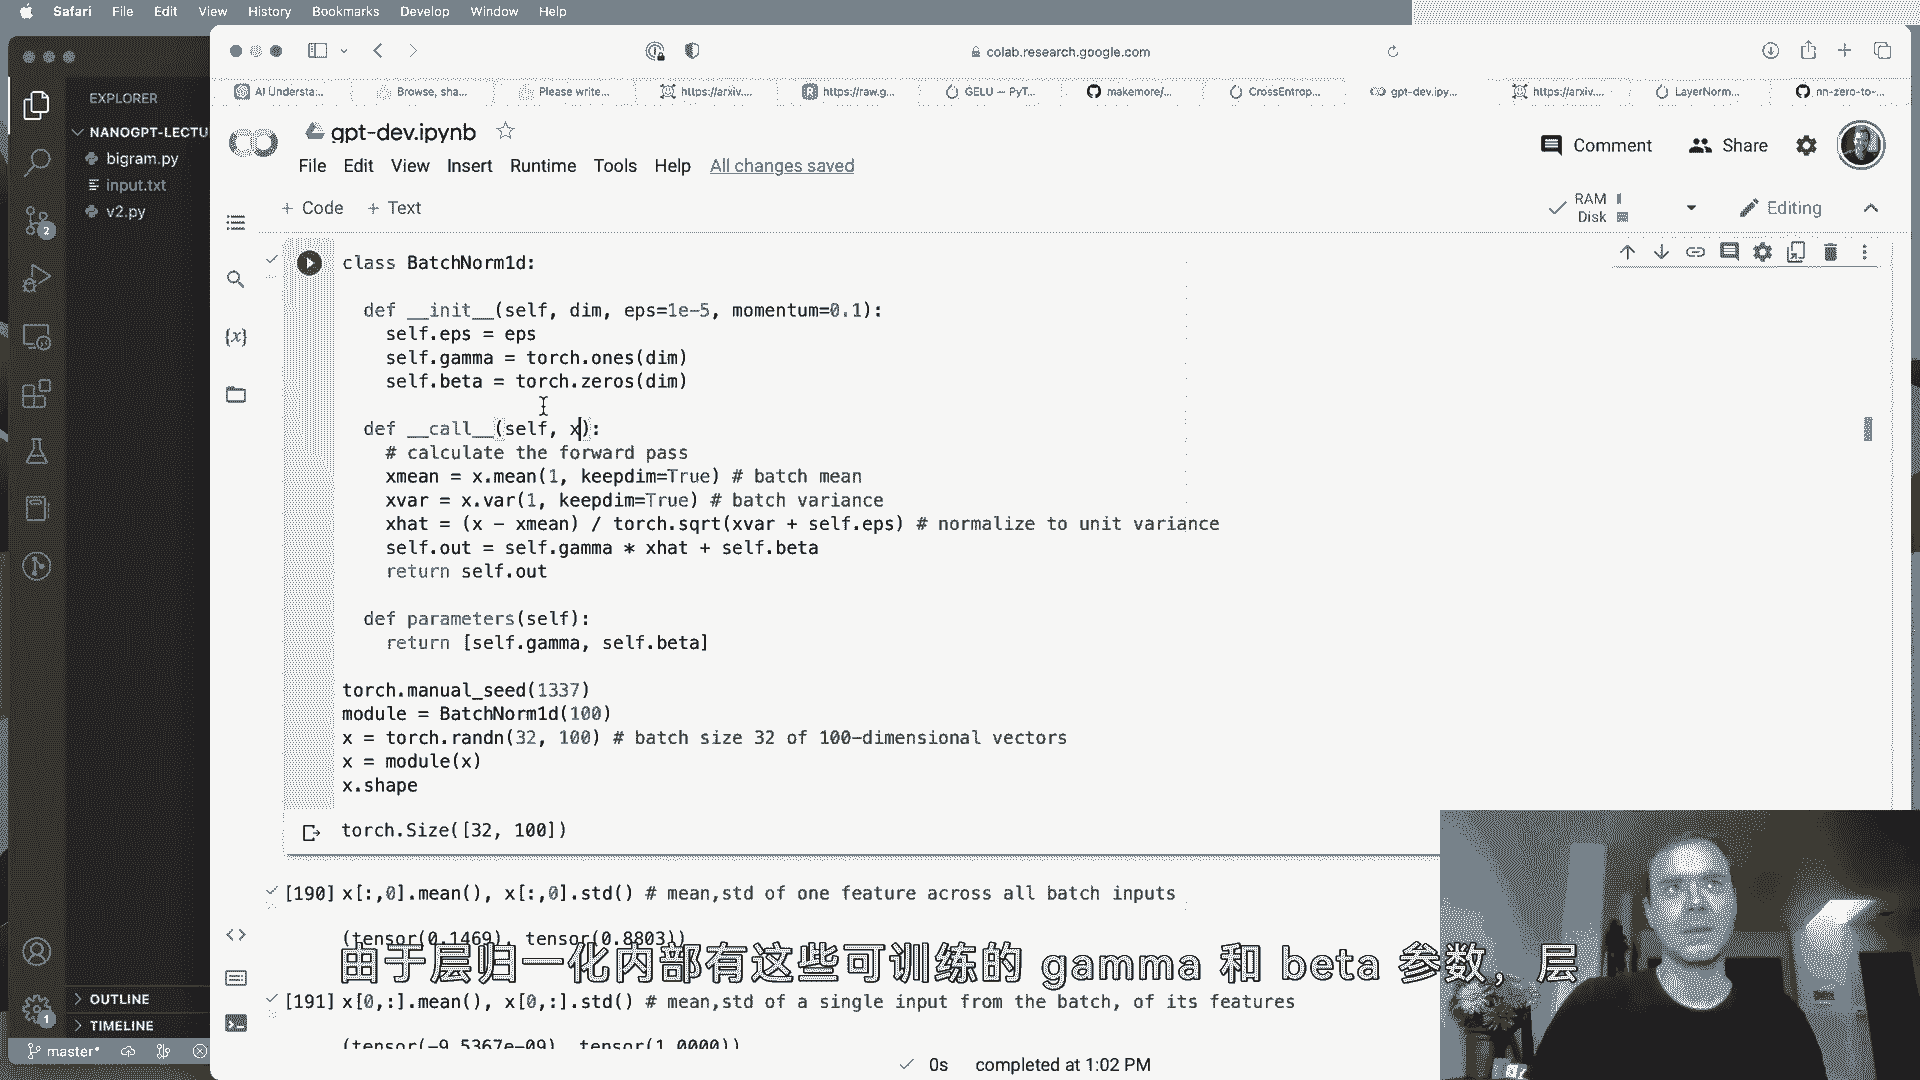 Safari File Edit View History Bookmarks Develop Window Help
colab.research.google.com
AI Understa... Browse, sha... Please write... https://arxiv.... https://raw.g... GELU — PyT... makemore/... CrossEntrop... gpt-dev.ipy... https://arxiv.... LayerNorm... nn-zero-to-...
EXPLORER
NANOGPT-LECTU
bigram.py
input.txt
v2.py
2
gpt-dev.ipynb
Comment Share
File Edit View Insert Runtime Tools Help All changes saved
+ Code + Text
RAM
Disk
Editing
{x}
class BatchNorm1d:
def __init__(self, dim, eps=1e-5, momentum=0.1):
self.eps = eps
self.gamma = torch.ones(dim)
self.beta = torch.zeros(dim)
def __call__(self, x):
# calculate the forward pass
xmean = x.mean(1, keepdim=True) # batch mean
xvar = x.var(1, keepdim=True) # batch variance
xhat = (x - xmean) / torch.sqrt(xvar + self.eps) # normalize to unit variance
self.out = self.gamma * xhat + self.beta
return self.out
def parameters(self):
return [self.gamma, self.beta]
torch.manual_seed(1337)
module = BatchNorm1d(100)
x = torch.randn(32, 100) # batch size 32 of 100-dimensional vectors
x = module(x)
x.shape
torch.Size([32, 100])
[190] x[:,0].mean(), x[:,0].std() # mean,std of one feature across all batch inputs
(tensor(0.1469), tensor(0.8803))
由于层归一化内部有这些可训练的 gamma 和 beta 参数，层
[191] x[0,:].mean(), x[0,:].std() # mean,std of a single input from the batch, of its features
(tensor(-9.5367e-09), tensor(1.0000))
OUTLINE
TIMELINE
1
master*
0s completed at 1:02 PM